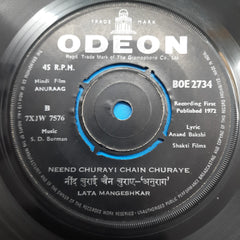 TRADE MARK
ODEON
Regd. Trade Mark of The Gramophone Co. Ltd
45 R.P.M.
BOE 2734
Hindi Film
ANURAAG
Recording First
Published 1972
B
7XJW 7576
Music
S. D. Burman
Lyric
Anand Bakshi
Shakti Films
NEEND CHURAYI CHAIN CHURAYE
नींद चुराई चैन चुराए-'अनुराग'
LATA MANGESHKAR